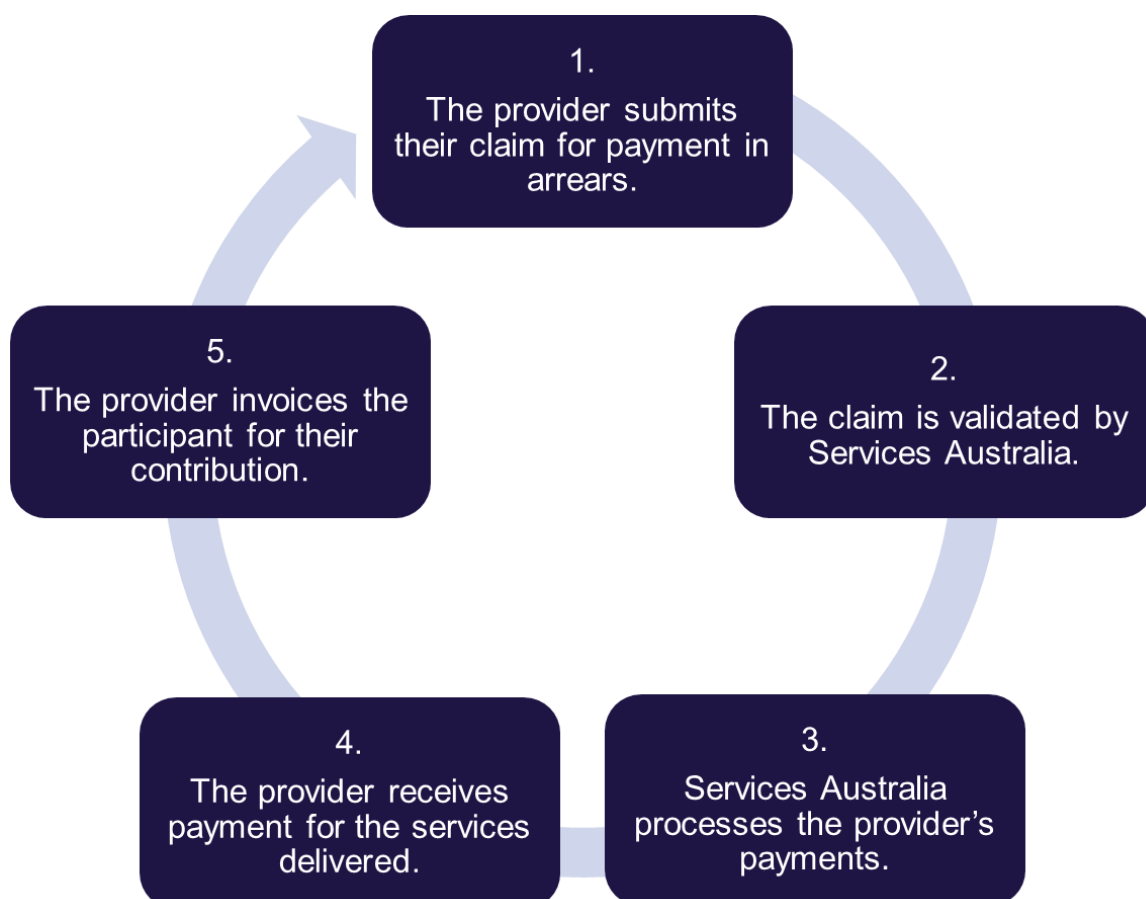 1.
The provider submits
their claim for payment in
arrears.
2.
The claim is validated by
Services Australia.
3.
Services Australia
processes the provider’s
payments.
4.
The provider receives
payment for the services
delivered.
5.
The provider invoices the
participant for their
contribution.